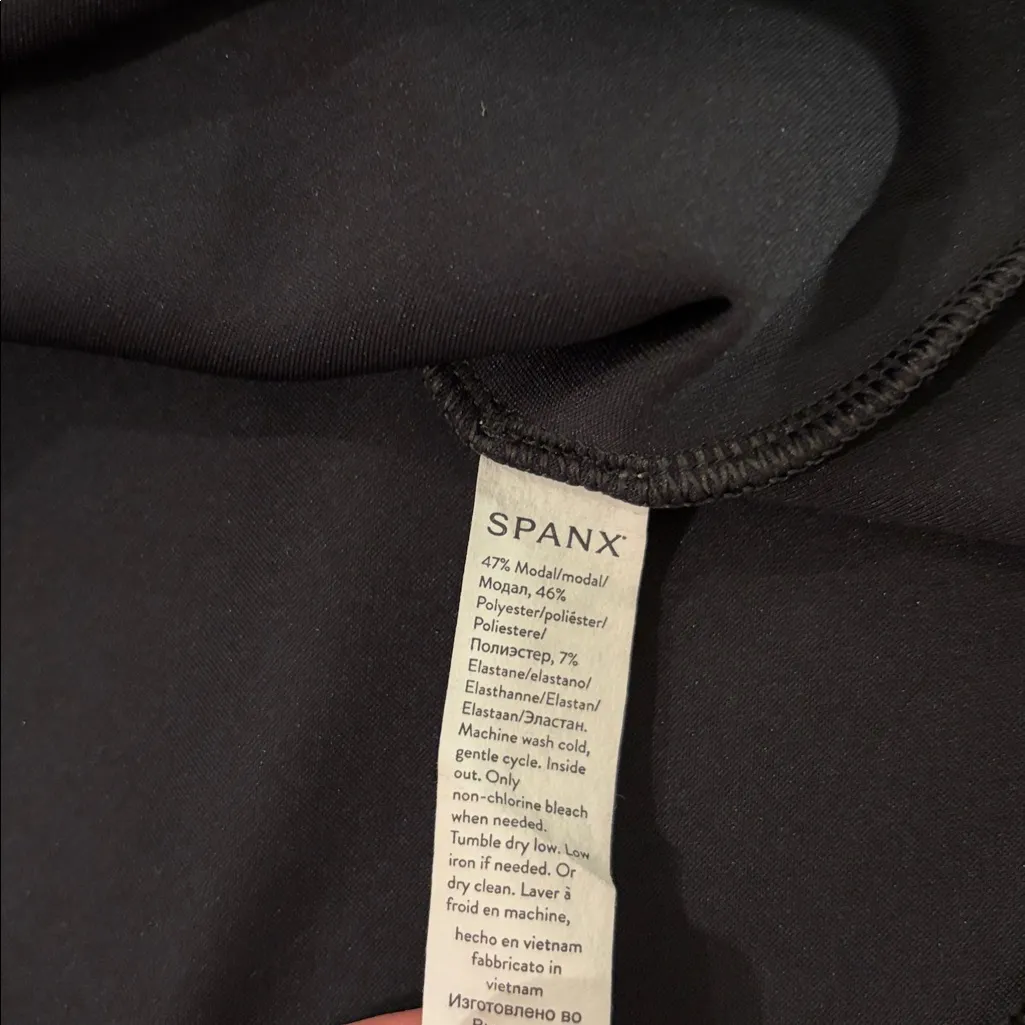 SPANX
47% Modal/modal/
Модал, 46%
Polyester/poliéster/
Poliestere/
Полиэстер, 7%
Elastane/elastano/
Elasthanne/Elastan/
Elastaan/Эластан.
Machine wash cold,
gentle cycle. Inside
out. Only
non-chlorine bleach
when needed.
Tumble dry low. Low
iron if needed. Or
dry clean. Laver à
froid en machine,
hecho en vietnam
fabbricato in
vietnam
Изготовлено во